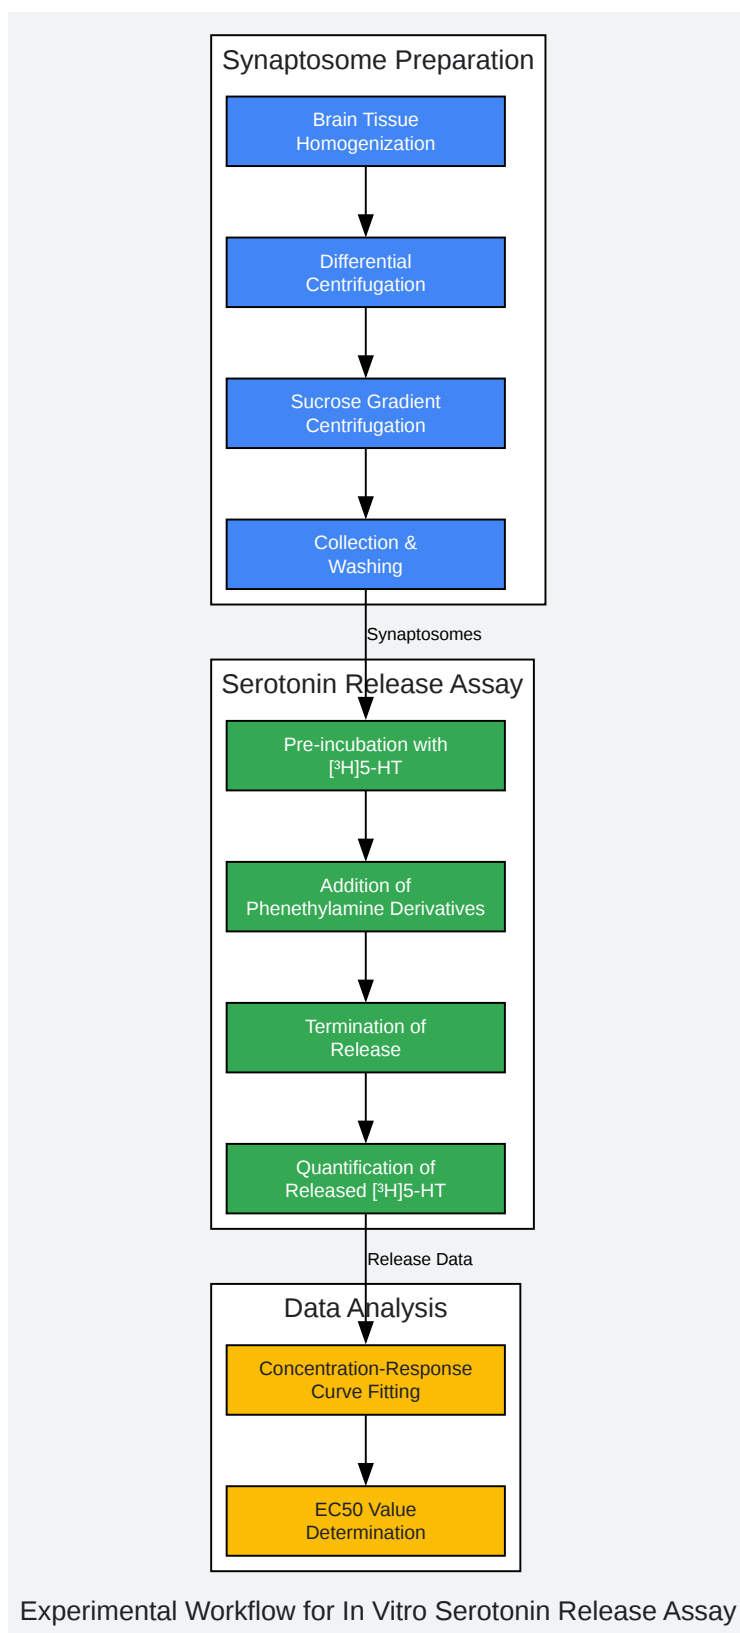 Synaptosome Preparation
Brain Tissue
Homogenization
Differential
Centrifugation
Sucrose Gradient
Centrifugation
Collection &
Washing
Synaptosomes
Serotonin Release Assay
Pre-incubation with
[³H]5-HT
Addition of
Phenethylamine Derivatives
Termination of
Release
Quantification of
Released [³H]5-HT
Release Data
Data Analysis
Concentration-Response
Curve Fitting
EC50 Value
Determination
Experimental Workflow for In Vitro Serotonin Release Assay